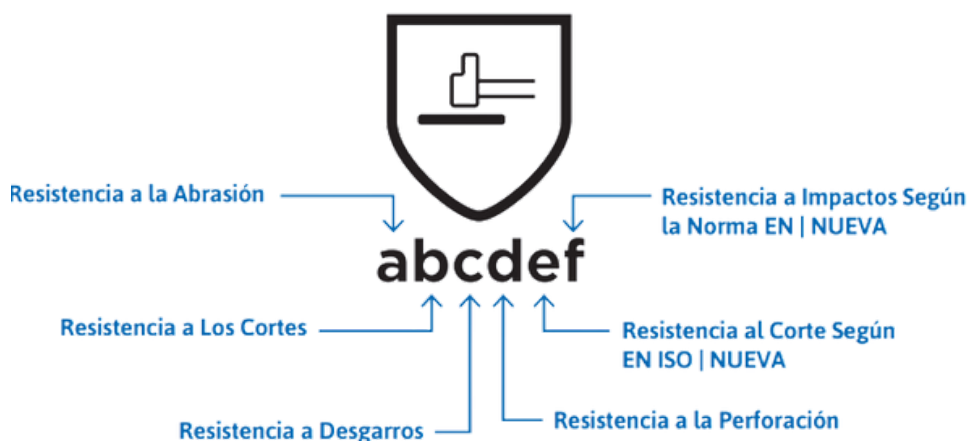 Resistencia a la Abrasión
Resistencia a Impactos Según
la Norma EN | NUEVA
abcdef
Resistencia a Los Cortes
Resistencia al Corte Según
EN ISO | NUEVA
Resistencia a Desgarros
Resistencia a la Perforación